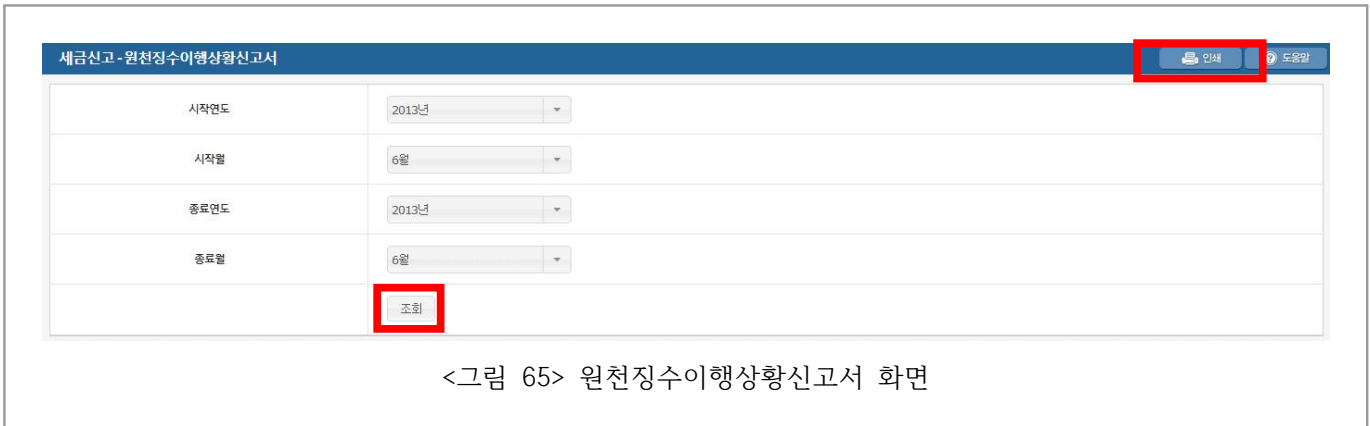 세금신고-원천징수이행상황신고서 인쇄 도움말
시작연도 2013년
시작월 6월
종료연도 2013년
종료월 6월
조회
<그림 65> 원천징수이행상황신고서 화면